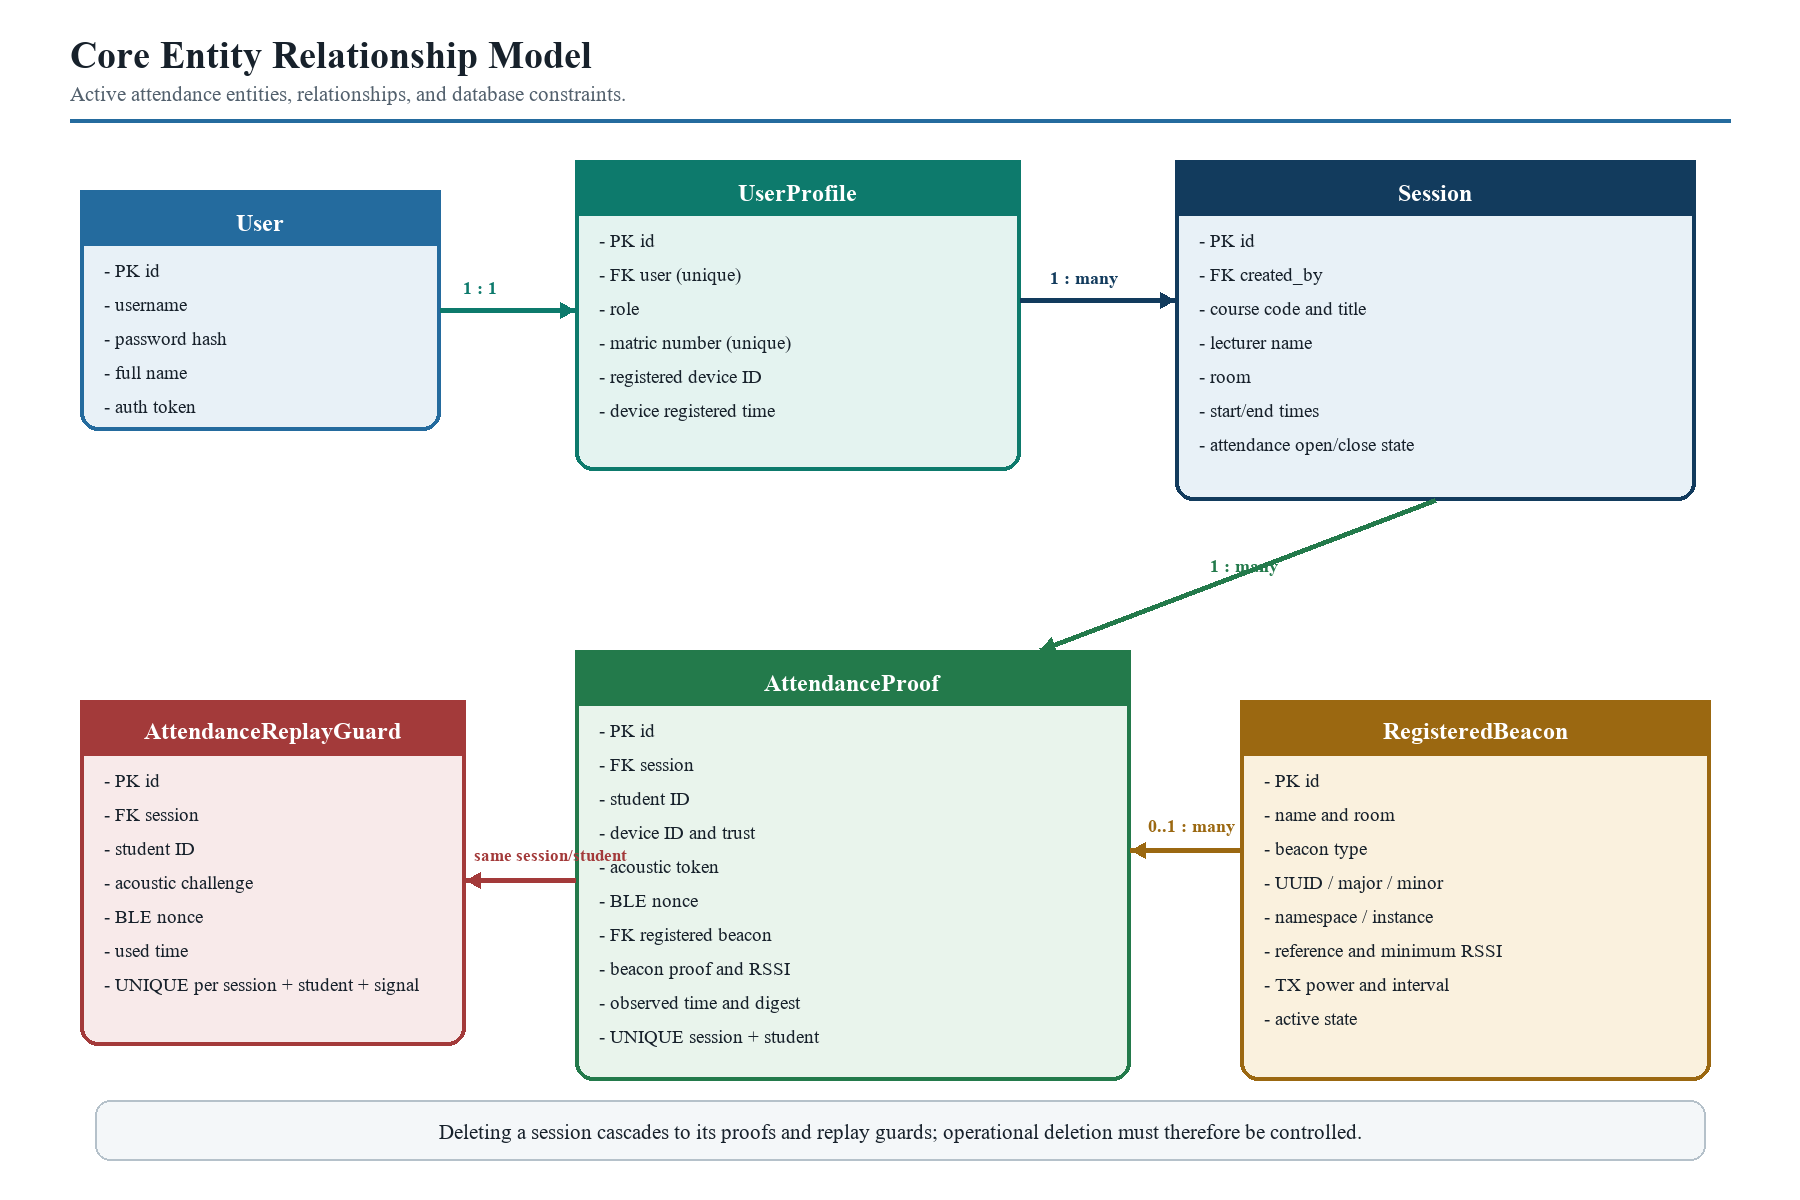 Core Entity Relationship Model
Active attendance entities, relationships, and database constraints.
User
- PK id
- username
- password hash
- full name
- auth token
1 : 1
UserProfile
- PK id
- FK user (unique)
- role
- matric number (unique)
- registered device ID
- device registered time
1 : many
Session
- PK id
- FK created_by
- course code and title
- lecturer name
- room
- start/end times
- attendance open/close state
1 : many
AttendanceReplayGuard
- PK id
- FK session
- student ID
- acoustic challenge
- BLE nonce
- used time
- UNIQUE per session + student + signal
same session/student
AttendanceProof
- PK id
- FK session
- student ID
- device ID and trust
- acoustic token
- BLE nonce
- FK registered beacon
- beacon proof and RSSI
- observed time and digest
- UNIQUE session + student
0..1 : many
RegisteredBeacon
- PK id
- name and room
- beacon type
- UUID / major / minor
- namespace / instance
- reference and minimum RSSI
- TX power and interval
- active state
Deleting a session cascades to its proofs and replay guards; operational deletion must therefore be controlled.